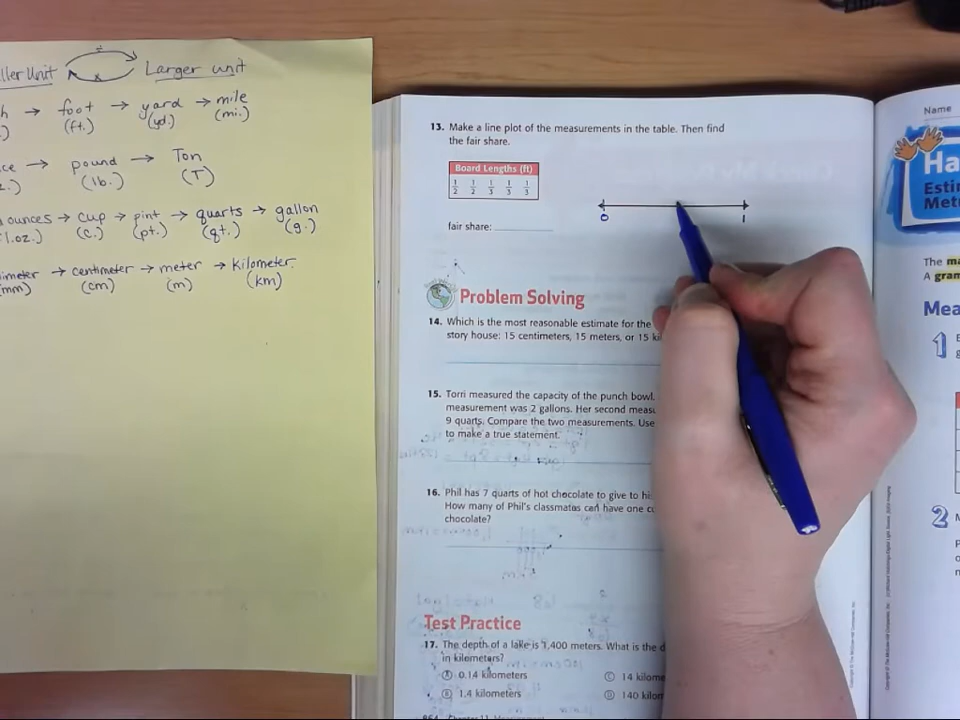 ller Unit Larger unit
h → foot → yard → mile
.) (ft.) (yd.) (mi.)
ce → pound → Ton
.) (lb.) (T)
ounces → cup → pint → quarts → gallon
l.oz.) (c.) (pt.) (qt.) (g.)
imeter → centimeter → meter → kilometer.
mm) (cm) (m) (km)
13. Make a line plot of the measurements in the table. Then find
the fair share.
Board Lengths (ft)
1/2 1/2 1/3 1/3 1/3
0 1
fair share:
Problem Solving
14. Which is the most reasonable estimate for the
story house: 15 centimeters, 15 meters, or 15 ki
15. Torri measured the capacity of the punch bowl.
measurement was 2 gallons. Her second measu
9 quarts. Compare the two measurements. Use
to make a true statement.
16. Phil has 7 quarts of hot chocolate to give to hi
How many of Phil's classmates can have one cu
chocolate?
Test Practice
17. The depth of a lake is 1,400 meters. What is the d
in kilometers?
A 0.14 kilometers C 14 kilome
B 1.4 kilometers D 140 kilom
Name
Ha
Estim
Metr
The ma
A gram
Mea
1
2